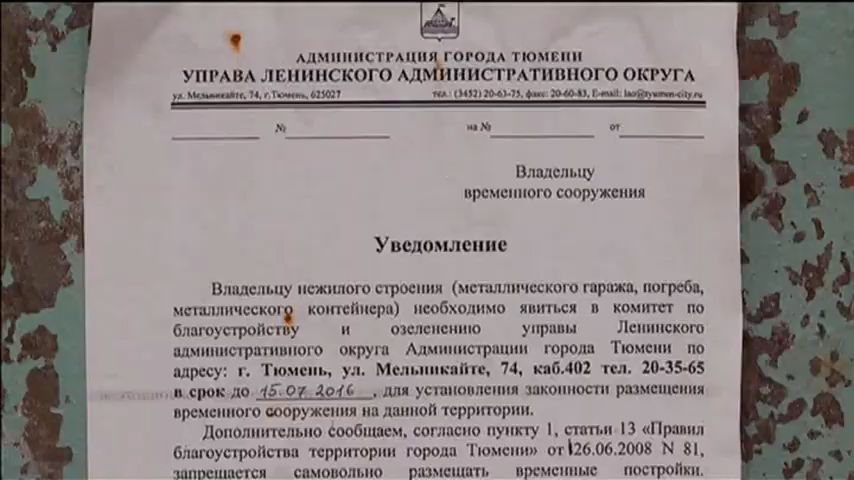 АДМИНИСТРАЦИЯ ГОРОДА ТЮМЕНИ
УПРАВА ЛЕНИНСКОГО АДМИНИСТРАТИВНОГО ОКРУГА
ул. Мельникайте, 74, г.Тюмень, 625027 тел.: (3452) 20-63-75, факс: 20-60-83, E-mail: lao@tyumen-city.ru
№ на № от
Владельцу
временного сооружения
Уведомление
Владельцу нежилого строения (металлического гаража, погреба,
металлического контейнера) необходимо явиться в комитет по
благоустройству и озеленению управы Ленинского
административного округа Администрации города Тюмени по
адресу: г. Тюмень, ул. Мельникайте, 74, каб.402 тел. 20-35-65
в срок до 15.07.2016, для установления законности размещения
временного сооружения на данной территории.
Дополнительно сообщаем, согласно пункту 1, статьи 13 «Правил
благоустройства территории города Тюмени» от 26.06.2008 N 81,
запрещается самовольно размещать временные постройки.